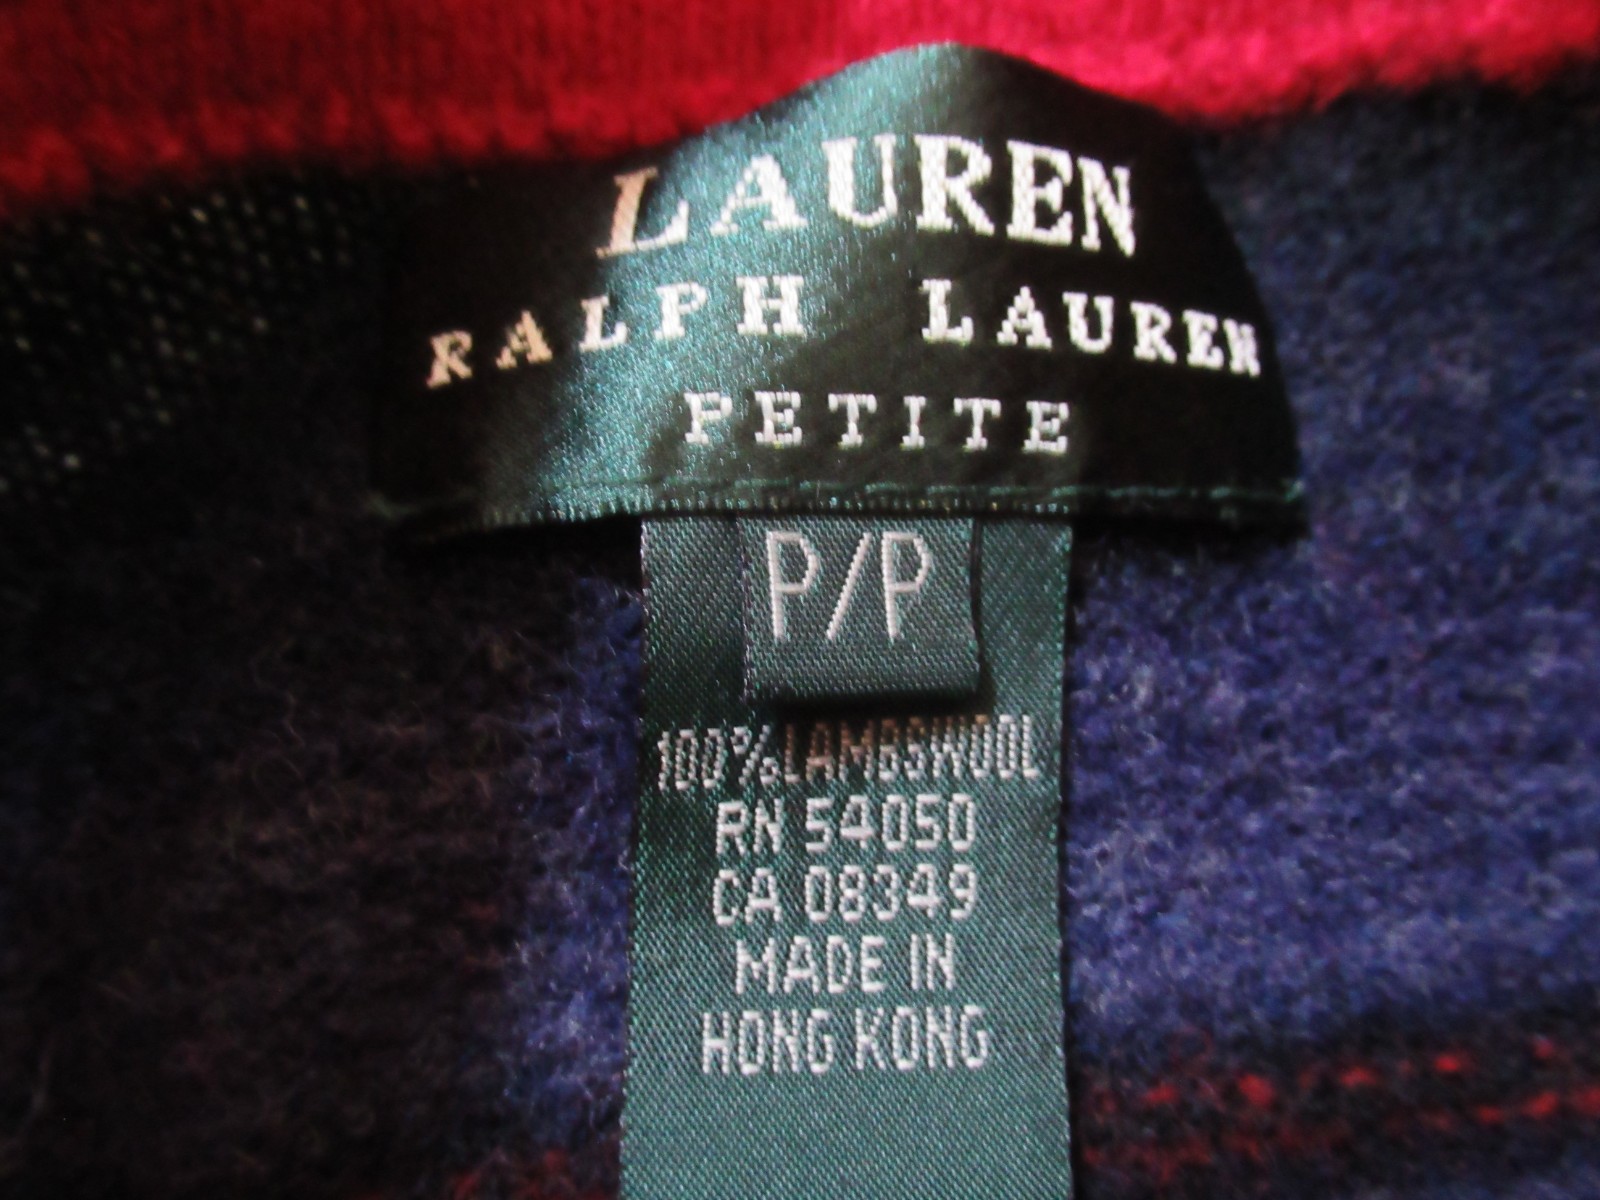 LAUREN
RALPH LAUREN
PETITE
P/P
100% LAMBSWOOL
RN 54050
CA 08349
MADE IN
HONG KONG